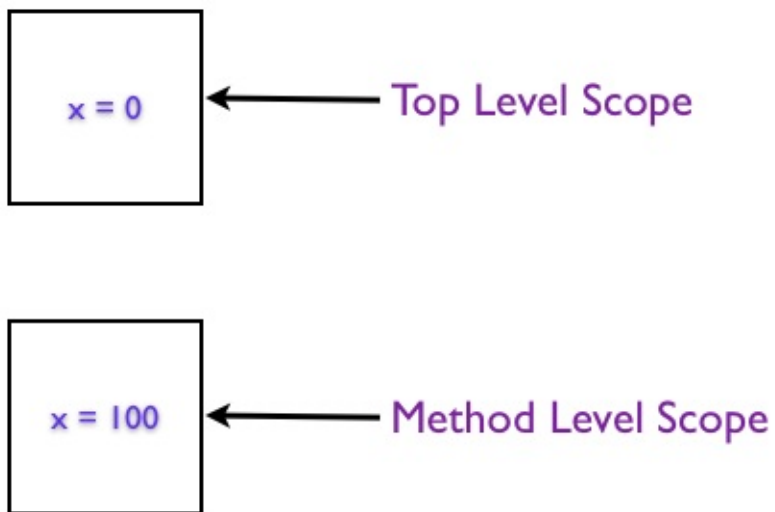 x = 0
Top Level Scope
x = 100
Method Level Scope